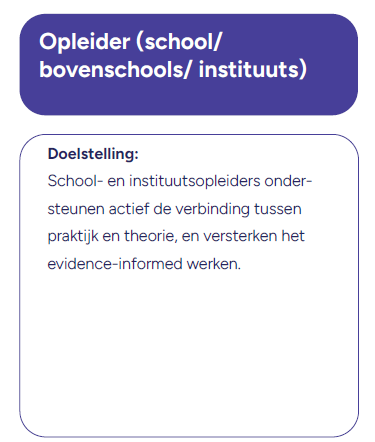 Opleider (school/
bovenschools/ instituuts)
Doelstelling:
School- en instituutsopleiders onder-
steunen actief de verbinding tussen
praktijk en theorie, en versterken het
evidence-informed werken.